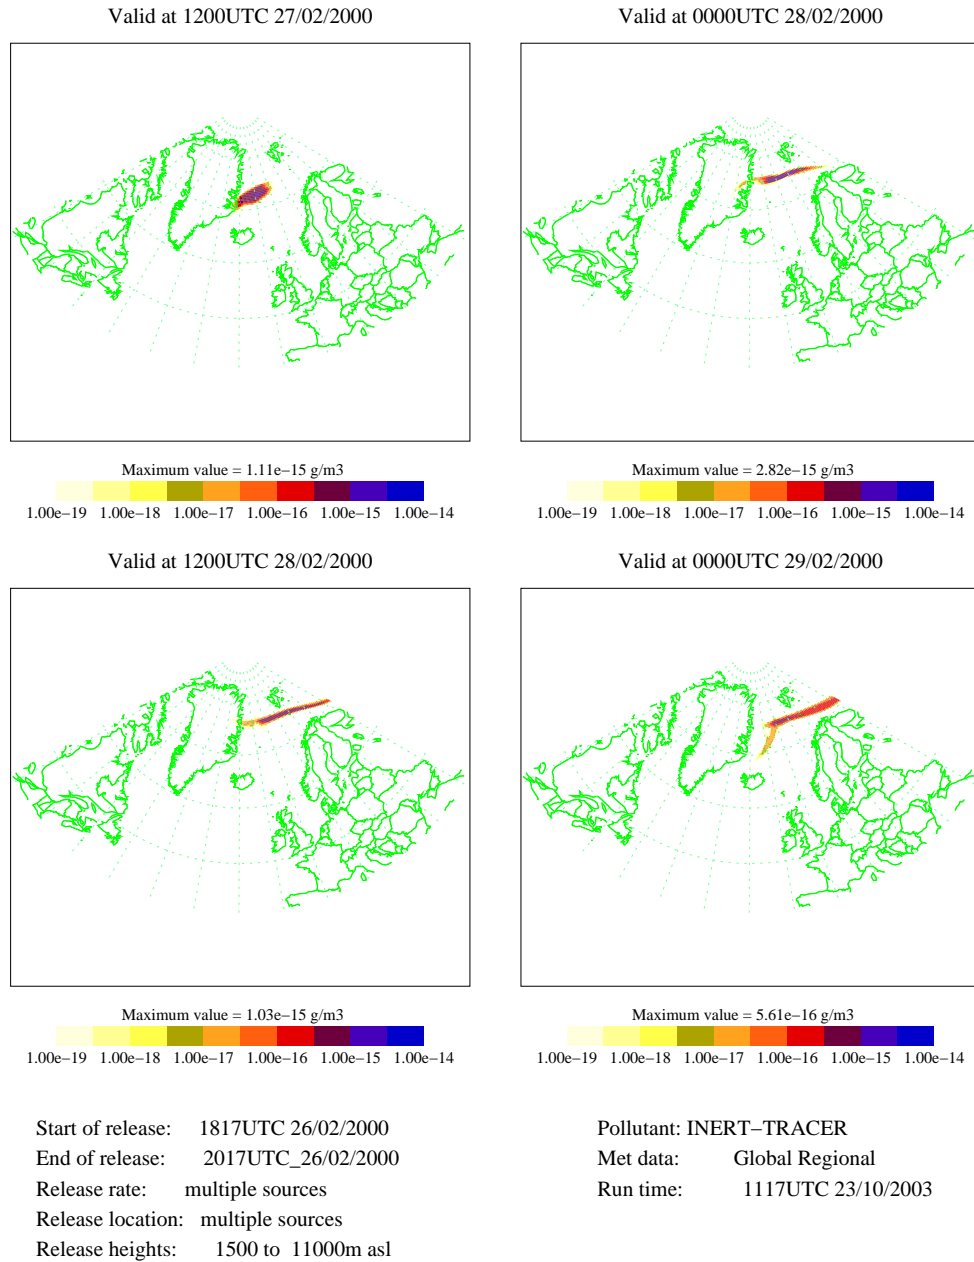 Valid at 1200UTC 27/02/2000
Valid at 0000UTC 28/02/2000
Maximum value = 1.11e−15 g/m3
1.00e−19 1.00e−18 1.00e−17 1.00e−16 1.00e−15 1.00e−14
Maximum value = 2.82e−15 g/m3
1.00e−19 1.00e−18 1.00e−17 1.00e−16 1.00e−15 1.00e−14
Valid at 1200UTC 28/02/2000
Valid at 0000UTC 29/02/2000
Maximum value = 1.03e−15 g/m3
1.00e−19 1.00e−18 1.00e−17 1.00e−16 1.00e−15 1.00e−14
Maximum value = 5.61e−16 g/m3
1.00e−19 1.00e−18 1.00e−17 1.00e−16 1.00e−15 1.00e−14
Start of release: 1817UTC 26/02/2000
End of release: 2017UTC_26/02/2000
Release rate: multiple sources
Release location: multiple sources
Release heights: 1500 to 11000m asl
Pollutant: INERT−TRACER
Met data: Global Regional
Run time: 1117UTC 23/10/2003